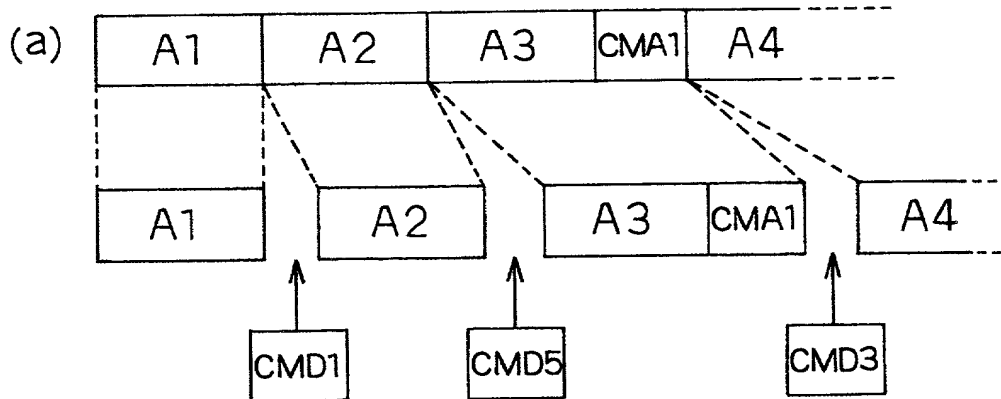 (a) A1 A2 A3 CMA1 A4
A1 A2 A3 CMA1 A4
CMD1 CMD5 CMD3